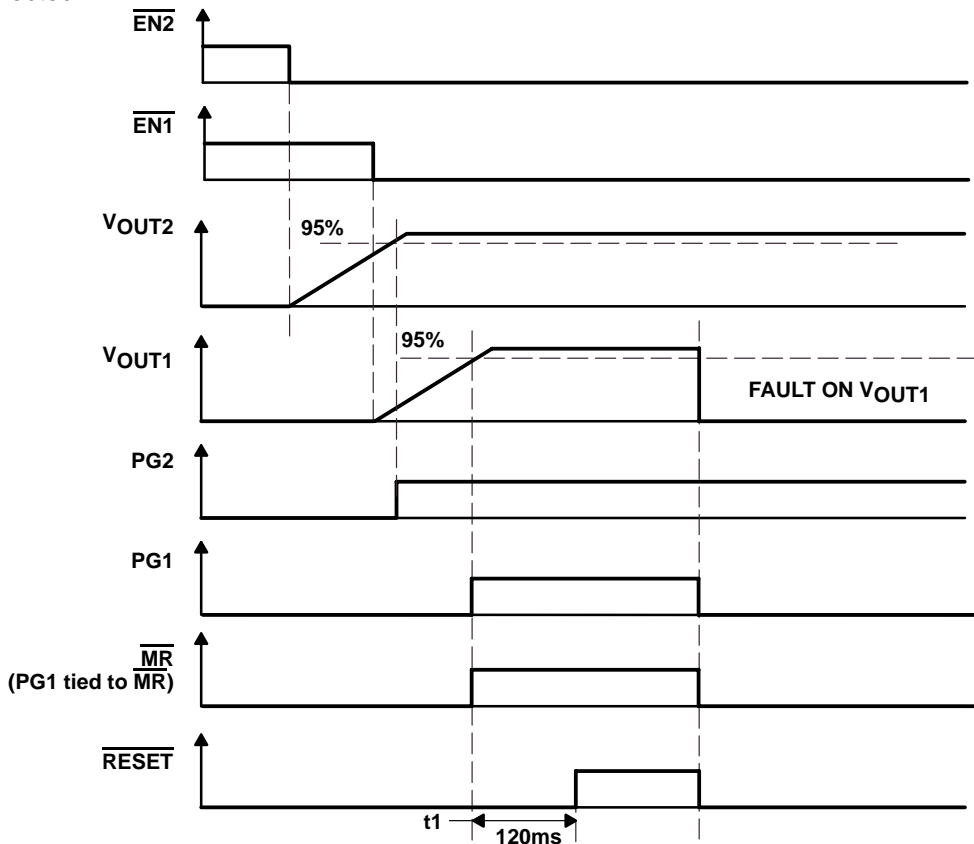 EN2
EN1
VOUT2
95%
VOUT1
95%
FAULT ON VOUT1
PG2
PG1
MR
(PG1 tied to MR)
RESET
t1
120ms